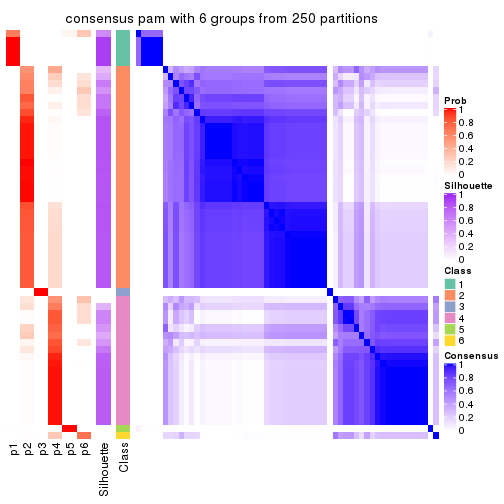 consensus pam with 6 groups from 250 partitions
Prob
1
0.8
0.6
0.4
0.2
0
Silhouette
1
0.8
0.6
0.4
0.2
0
Class
1
2
3
4
5
6
Consensus
1
0.8
0.6
0.4
0.2
0
p1
p2
p3
p4
p5
p6
Silhouette
Class